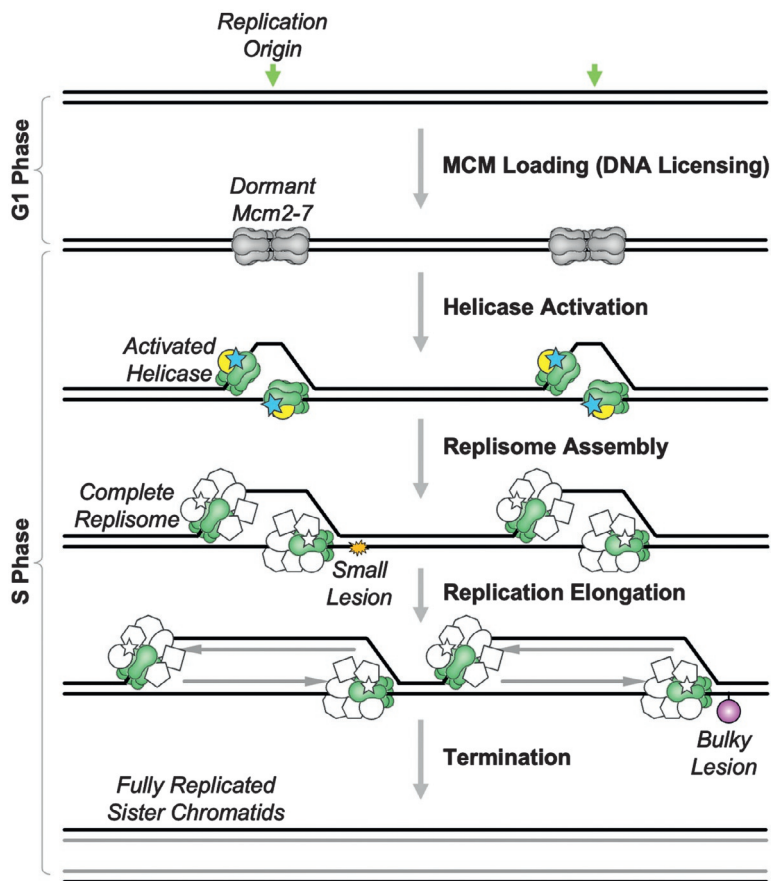 Replication
Origin
G1 Phase
MCM Loading (DNA Licensing)
Dormant
Mcm2-7
Helicase Activation
Activated
Helicase
Replisome Assembly
Complete
Replisome
S Phase
Small
Lesion
Replication Elongation
Bulky
Lesion
Termination
Fully Replicated
Sister Chromatids